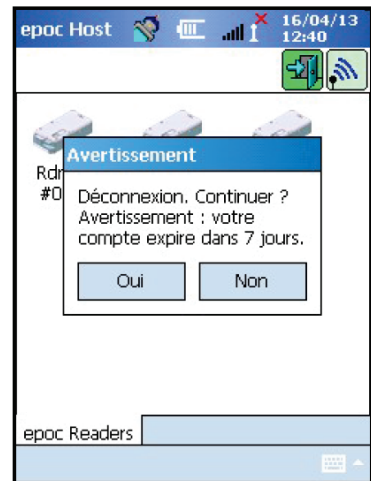 epoc Host
16/04/13
12:40
Rdr
#0
Avertissement
Déconnexion. Continuer ?
Avertissement : votre
compte expire dans 7 jours.
Oui
Non
epoc Readers